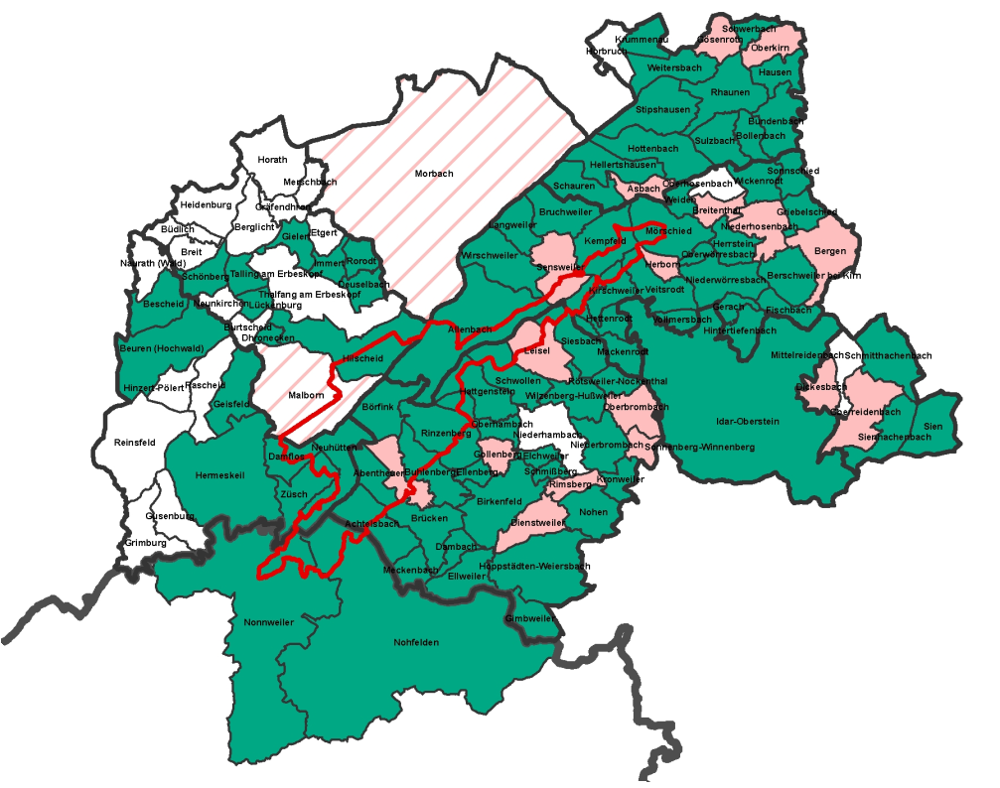 Schwerbach
Krummenau
Gösenroth
Oberkirn
Horbruch
Weitersbach
Hausen
Rhaunen
Stipshausen
Bundenbach
Bollenbach
Sulzbach
Hottenbach
Horath
Morbach
Hellertshausen
Sonnschied
Merschbach
Schauren
Asbach
Oberhosenbach
Wickenrodt
Weiden
Heidenburg
Gräfendhron
Bruchweiler
Breitenthal
Griebelschied
Berglicht
Langweiler
Niederhosenbach
Büdlich
Etgert
Mörschied
Gielert
Kempfeld
Herrstein
Breit
Bergen
Wirschweiler
Oberwörresbach
Naurath (Wald)
Immert
Rorodt
Sensweiler
Herborn
Schönberg
Talling am Erbeskopf
Berschweiler bei Kirn
Deuselbach
Niederwörresbach
Kirschweiler
Veitsrodt
Thalfang am Erbeskopf
Bescheid
Neunkirchen
Lückenburg
Gerach
Fischbach
Hettenrodt
Vollmersbach
Burtscheid
Allenbach
Hintertiefenbach
Dhronecken
Siesbach
Beuren (Hochwald)
Leisel
Mackenrodt
Hilscheid
Mittelreidenbach
Schmitthachenbach
Schwollen
Rötsweiler-Nockenthal
Hinzert-Pölert
Rascheid
Dickesbach
Hattgenstein
Malborn
Wilzenberg-Hußweiler
Geisfeld
Börfink
Oberbrombach
Oberreidenbach
Idar-Oberstein
Oberhambach
Sien
Rinzenberg
Niederhambach
Sienhachenbach
Reinsfeld
Niederbrombach
Neuhütten
Sonnenberg-Winnenberg
Gollenberg
Eichweiler
Damflos
Abentheuer
Buhlenberg
Ellenberg
Schmißberg
Hermeskeil
Kronweiler
Rimsberg
Züsch
Birkenfeld
Nohen
Gusenburg
Brücken
Achtelsbach
Dienstweiler
Grimburg
Dambach
Hoppstädten-Weiersbach
Meckenbach
Ellweiler
Gimbweiler
Nonnweiler
Nohfelden